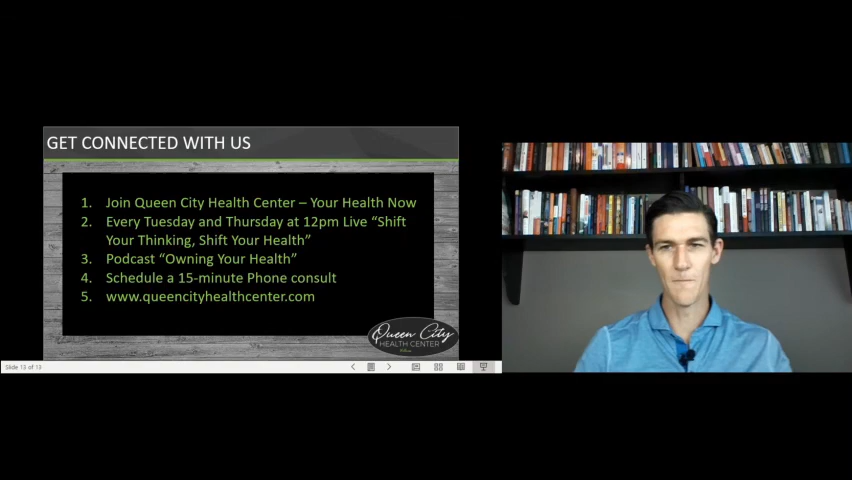 GET CONNECTED WITH US
1. Join Queen City Health Center – Your Health Now
2. Every Tuesday and Thursday at 12pm Live “Shift
Your Thinking, Shift Your Health”
3. Podcast “Owning Your Health”
4. Schedule a 15-minute Phone consult
5. www.queencityhealthcenter.com
Queen City
HEALTH CENTER
Slide 13 of 13